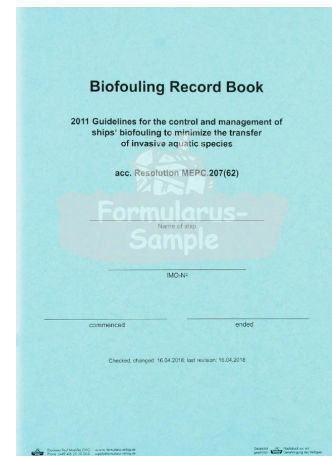 Biofouling Record Book
2011 Guidelines for the control and management of
ships' biofouling to minimize the transfer
of invasive aquatic species
acc. Resolution MEPC.207(62)
Formularus-
Name of ship
Sample
IMO-Nº
commenced
ended
Checked, changed: 16.04.2018, last revision: 16.04.2018